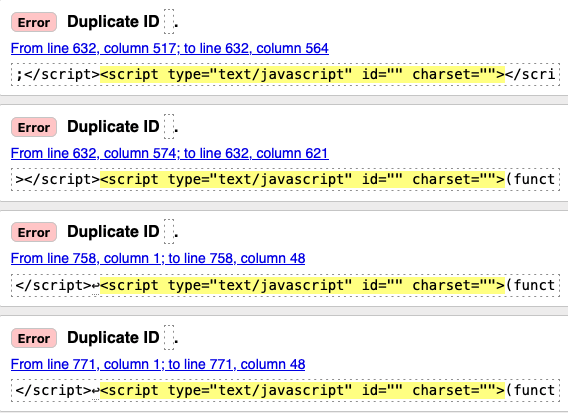 Error Duplicate ID .
From line 632, column 517; to line 632, column 564
;</script><script type="text/javascript" id="" charset=""></scri
Error Duplicate ID .
From line 632, column 574; to line 632, column 621
></script><script type="text/javascript" id="" charset="">(funct
Error Duplicate ID .
From line 758, column 1; to line 758, column 48
</script>↩<script type="text/javascript" id="" charset="">(funct
Error Duplicate ID .
From line 771, column 1; to line 771, column 48
</script>↩<script type="text/javascript" id="" charset="">(funct